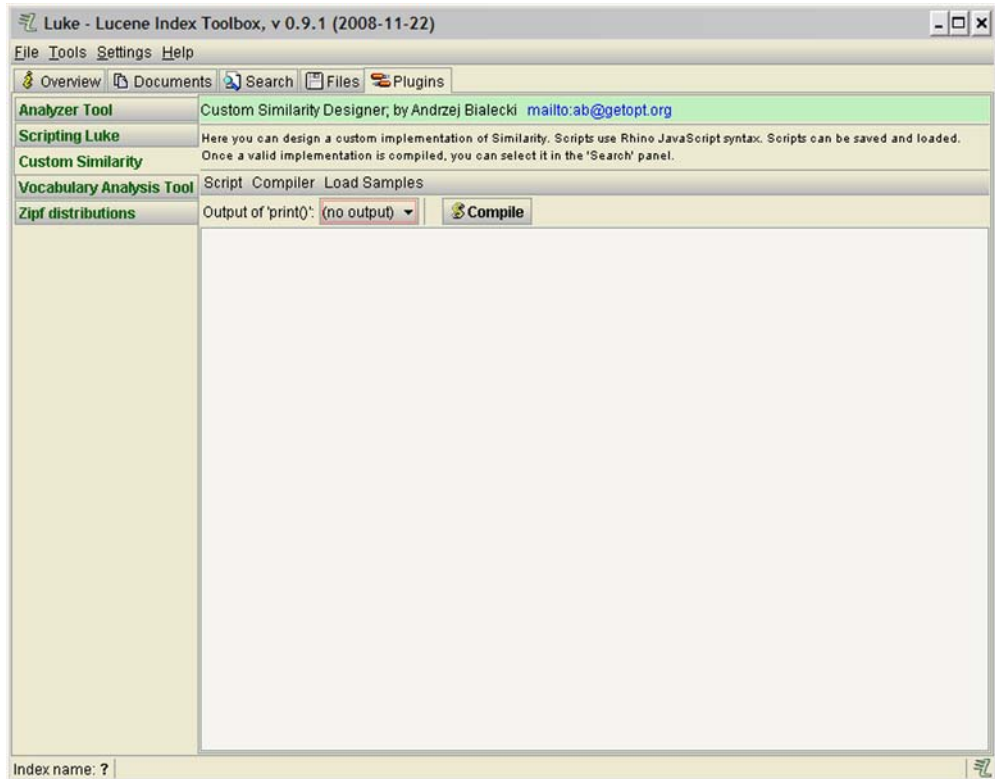 Luke - Lucene Index Toolbox, v 0.9.1 (2008-11-22)
File Tools Settings Help
Overview Documents Search Files Plugins
Analyzer Tool
Scripting Luke
Custom Similarity
Vocabulary Analysis Tool
Zipf distributions
Custom Similarity Designer; by Andrzej Bialecki mailto:ab@getopt.org
Here you can design a custom implementation of Similarity. Scripts use Rhino JavaScript syntax. Scripts can be saved and loaded.
Once a valid implementation is compiled, you can select it in the 'Search' panel.
Script Compiler Load Samples
Output of 'print()': (no output) Compile
Index name: ?